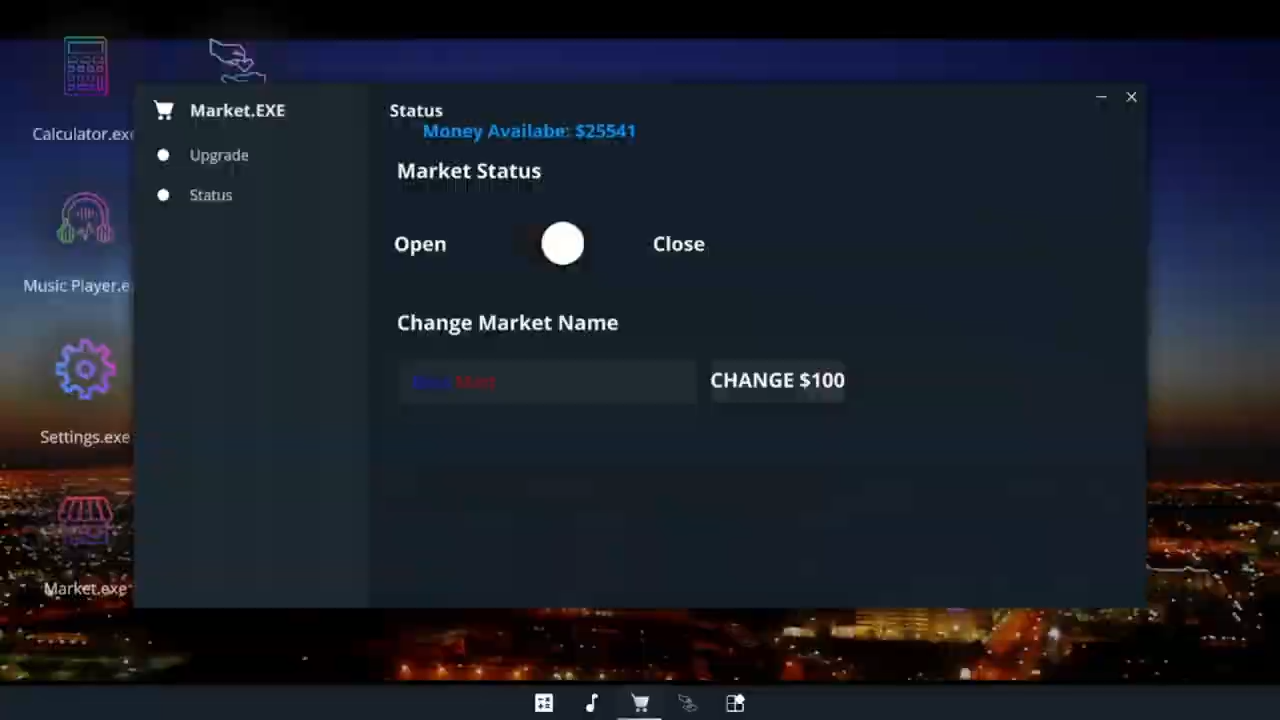 Calculator.exe
Music Player.e
Settings.exe
Market.exe
Market.EXE
Upgrade
Status
Status
Money Availabe: $25541
Market Status
Open
Close
Change Market Name
CHANGE $100